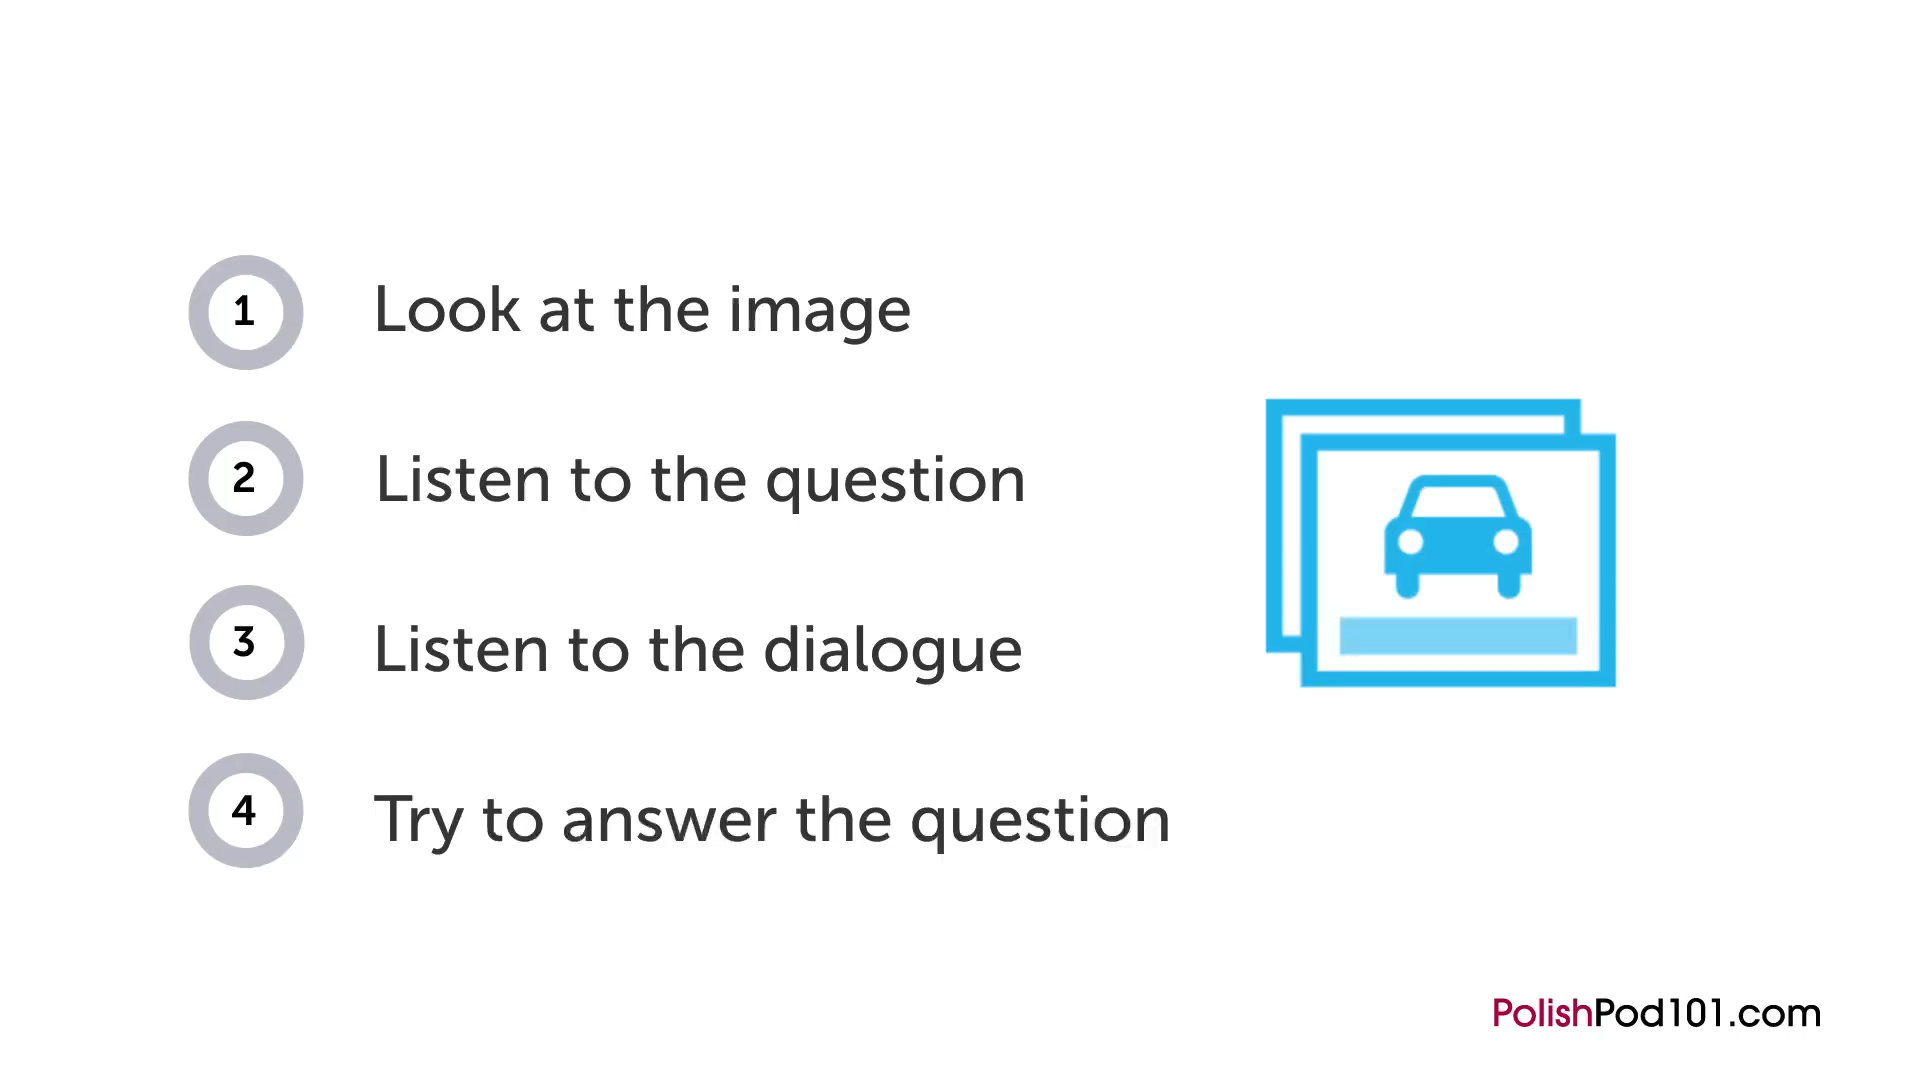 1 Look at the image
2 Listen to the question
3 Listen to the dialogue
4 Try to answer the question
PolishPod101.com